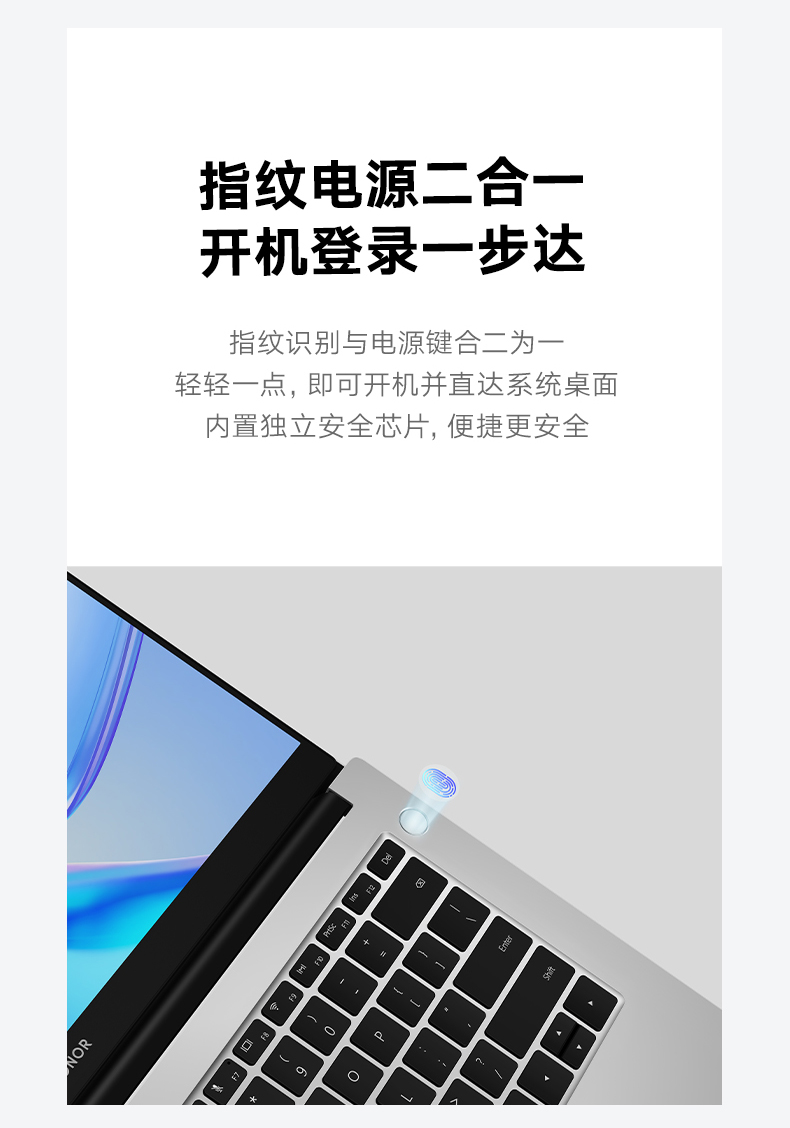 指纹电源二合一
开机登录一步达
指纹识别与电源键合二为一
轻轻一点, 即可开机并直达系统桌面
内置独立安全芯片, 便捷更安全
Del
Ins F12
PrtSc F11
F10
F9
F8
F7
Enter
Shift
+ =
_ -
) 0
( 9
*
{ [
} ]
| \
P
O
L
: ;
" '
? /
>
NOR